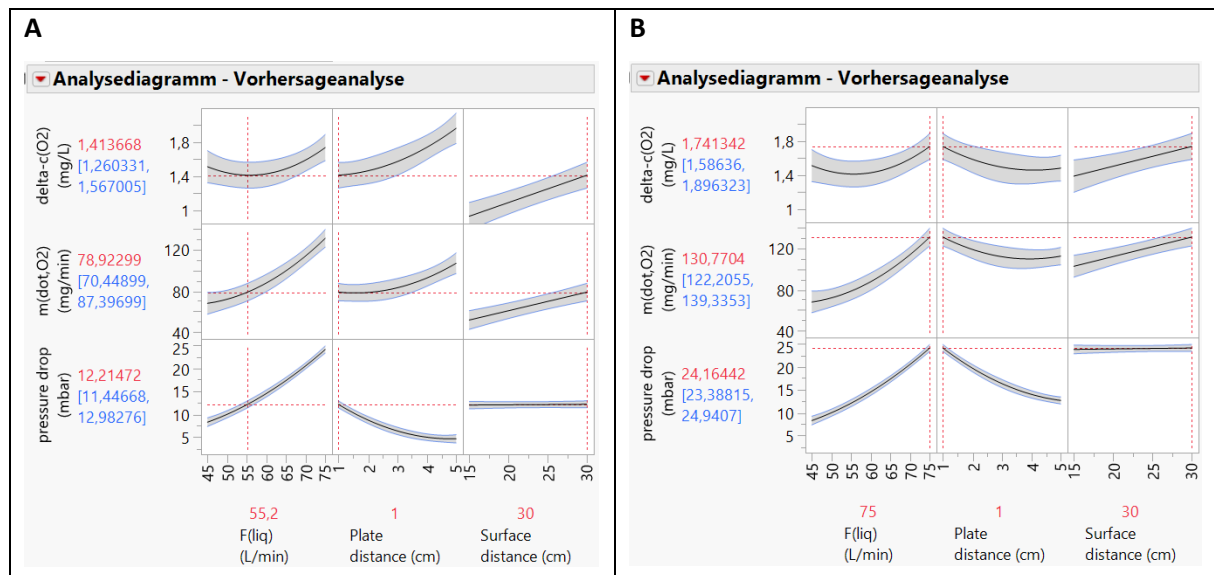 A
Analysediagramm - Vorhersageanalyse
delta-c(O2)
(mg/L)
1,413668
[1,260331,
1,567005]
1,8
1,4
1
m(dot,O2)
(mg/min)
78,92299
[70,44899,
87,39699]
120
80
40
pressure drop
(mbar)
12,21472
[11,44668,
12,98276]
25
20
15
10
5
45 50 55 60 65 70 75 1 2 3 4 5 15 20 25 30
55,2 1 30
F(liq) Plate Surface
(L/min) distance (cm) distance (cm)
B
Analysediagramm - Vorhersageanalyse
delta-c(O2)
(mg/L)
1,741342
[1,58636,
1,896323]
1,8
1,4
1
m(dot,O2)
(mg/min)
130,7704
[122,2055,
139,3353]
120
80
40
pressure drop
(mbar)
24,16442
[23,38815,
24,9407]
25
20
15
10
5
45 50 55 60 65 70 75 1 2 3 4 5 15 20 25 30
75 1 30
F(liq) Plate Surface
(L/min) distance (cm) distance (cm)